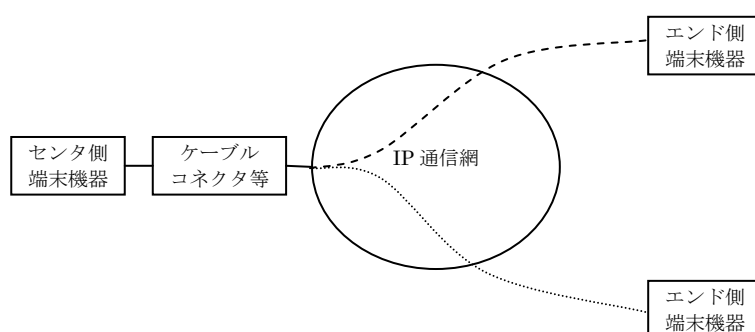 エンド側
端末機器
センタ側
端末機器
ケーブル
コネクタ等
IP 通信網
エンド側
端末機器